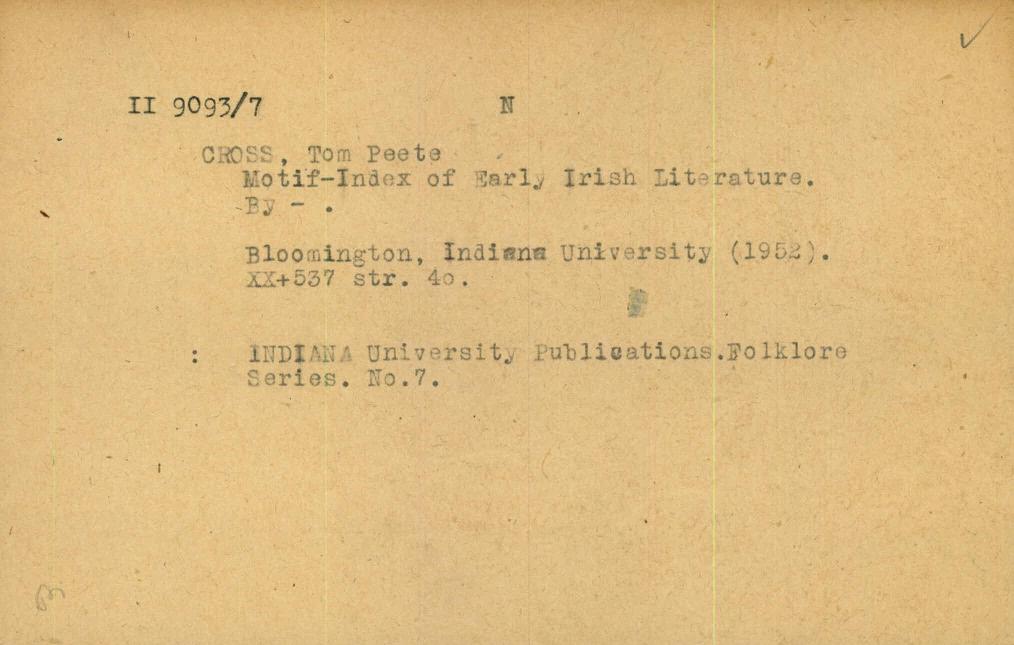 II 9093/7 N
CROSS, Tom Peete
Motif-Index of Early Irish Literature.
By - .
Bloomington, Indiana University (1952).
XX+537 str. 4o.
: INDIANA University Publications.Folklore
Series. No.7.